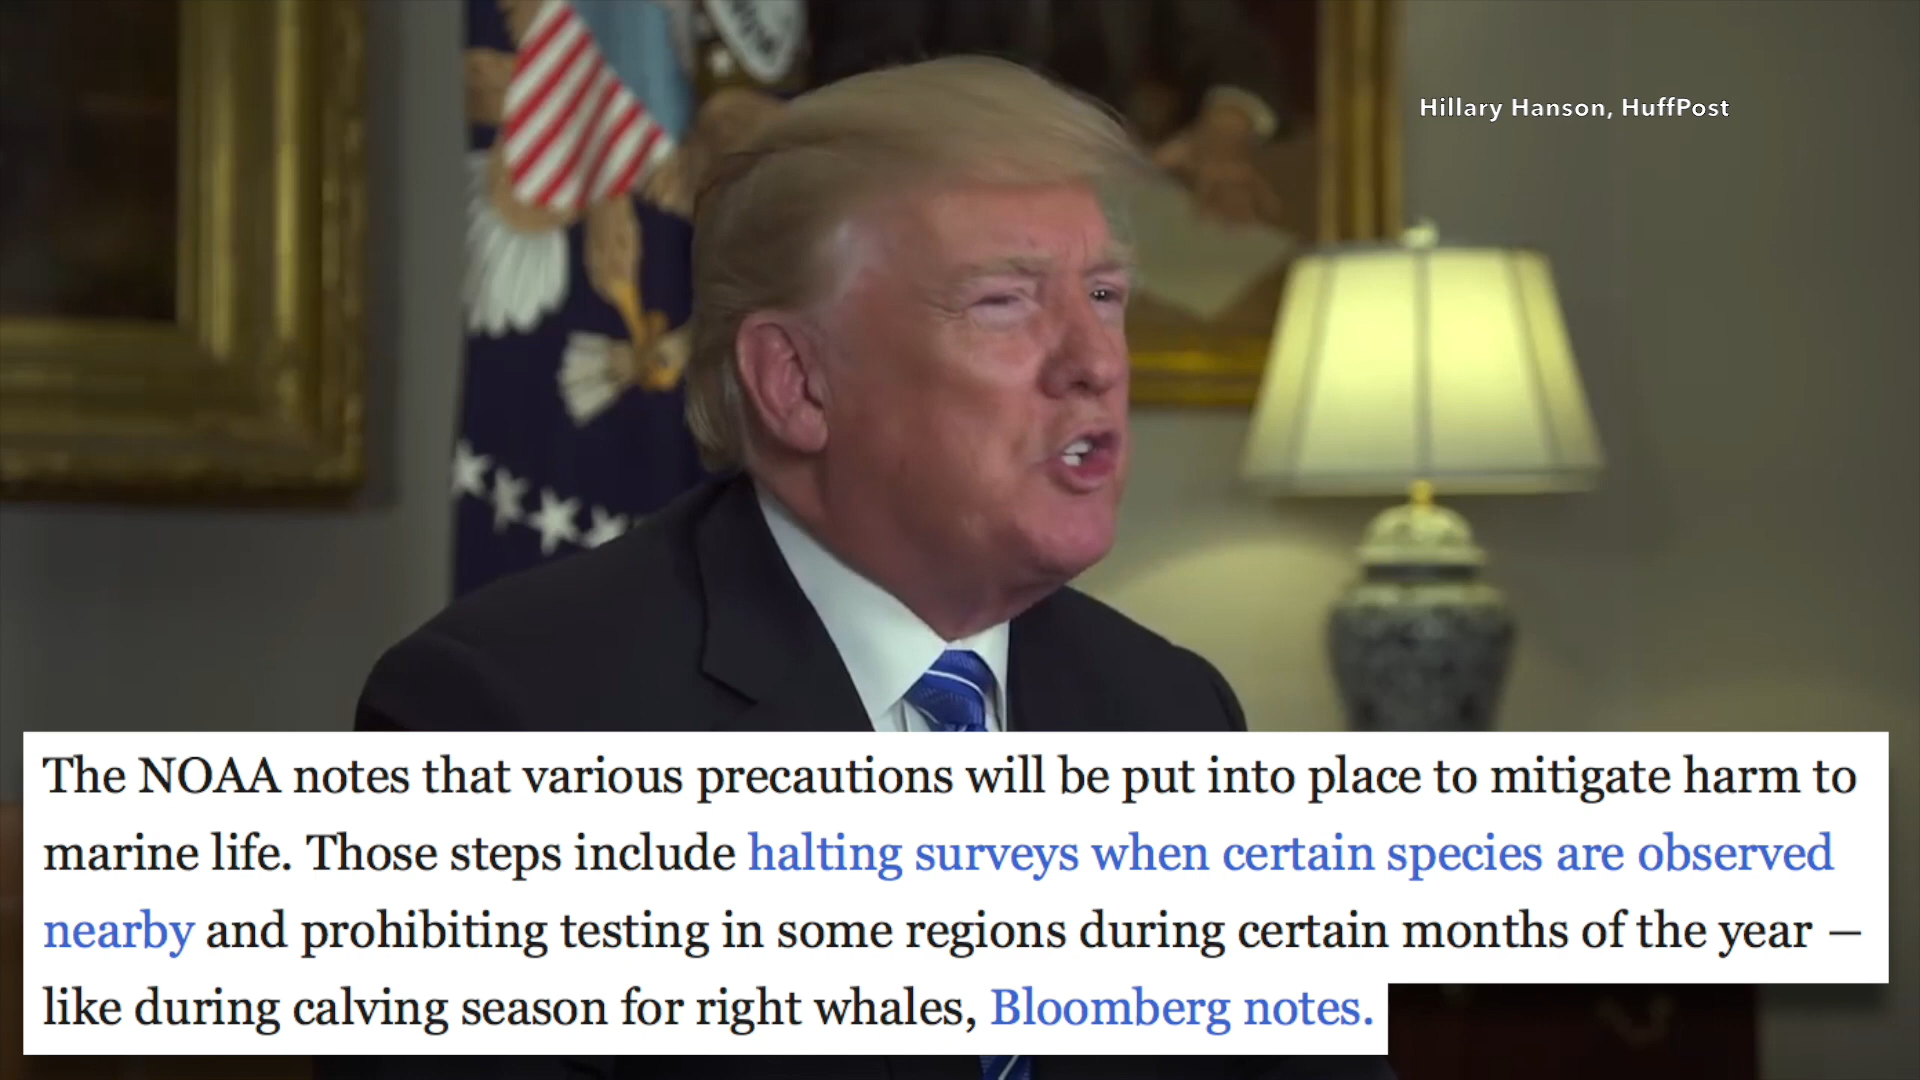 Hillary Hanson, HuffPost
The NOAA notes that various precautions will be put into place to mitigate harm to
marine life. Those steps include halting surveys when certain species are observed
nearby and prohibiting testing in some regions during certain months of the year —
like during calving season for right whales, Bloomberg notes.